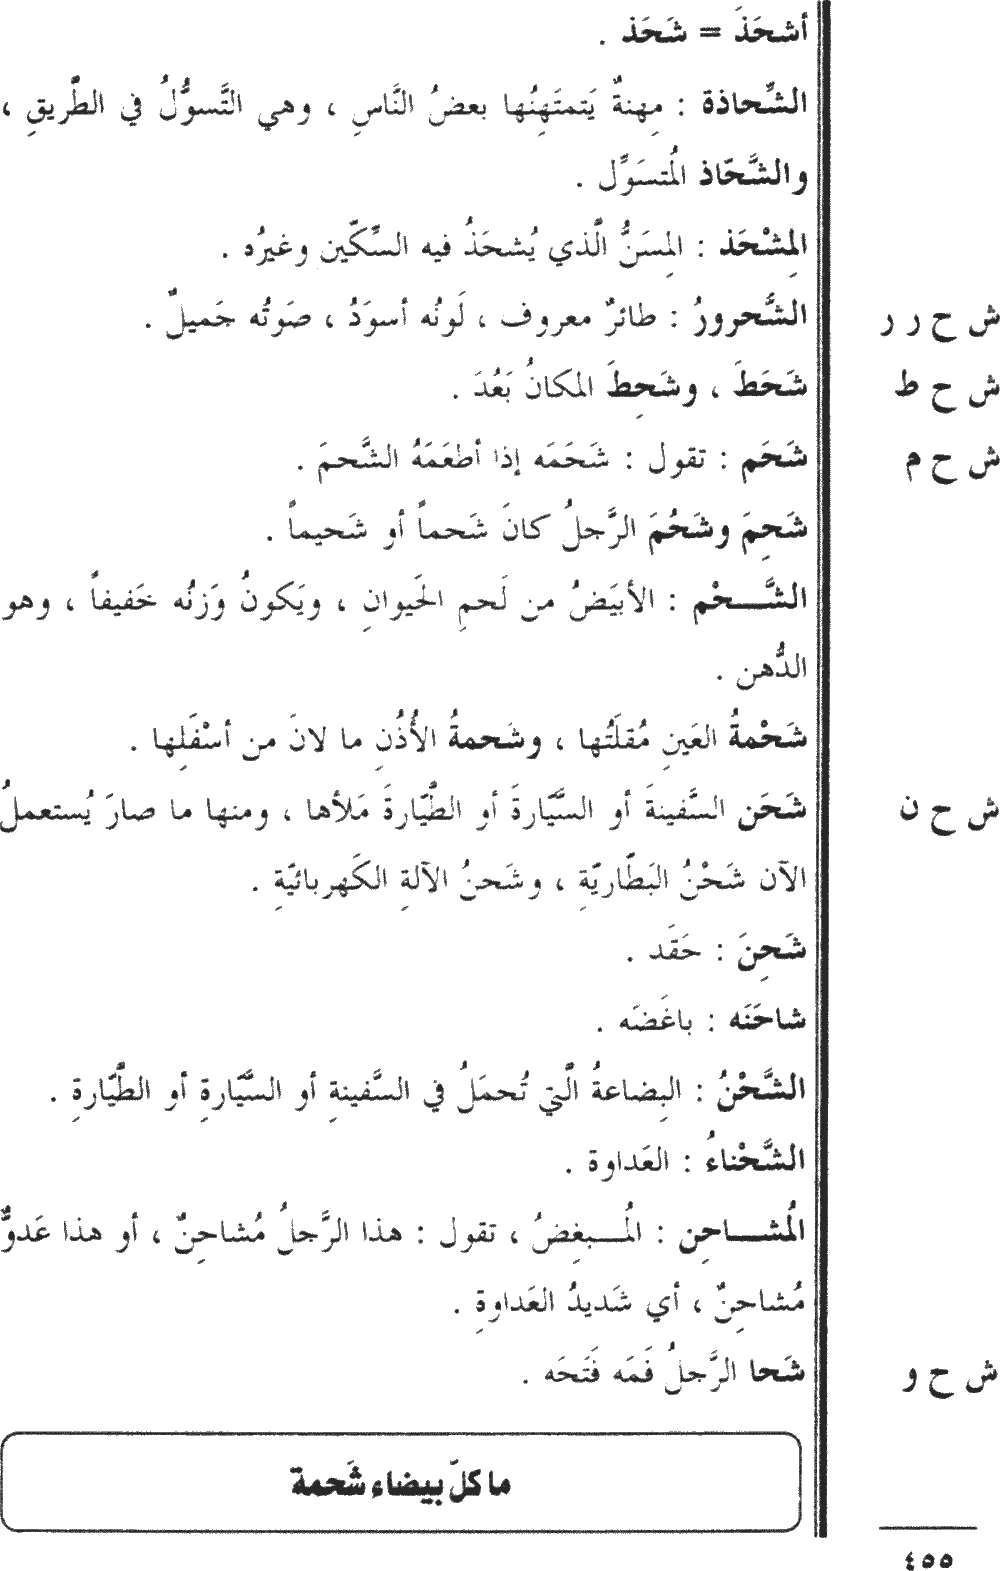 أشحَذَ = شَحَذ .
الشِّحاذة : مِهنةٌ يَتمتَهِنُها بعضُ النَّاسِ ، وهي التَّسوُّلُ في الطَّريقِ ،
والشَّحّاذ المُتسَوِّل .
المِشْحَذ : المِسَنُّ الَّذي يُشحَذُ فيه السِّكّين وغيرُه .
ش ح ر ر الشُّحرورُ : طائرٌ معروف ، لَونُه أسوَدُ ، صَوتُه جَميلٌ .
ش ح ط شَحَطَ ، وشَحِطَ المكانُ بَعُدَ .
ش ح م شَحَم : تقول : شَحَمَه إذا أطعَمَهُ الشَّحمَ .
شَحِمَ وشَحُمَ الرَّجلُ كانَ شَحماً أو شَحيماً .
الشَّـــحْم : الأبيَضُ من لَحمِ الحَيوانِ ، ويَكونُ وَزنُه خَفيفاً ، وهو
الدُّهن .
شَحْمةُ العَينِ مُقلَتُها ، وشَحمةُ الأُذُنِ ما لانَ من أسْفَلِها .
ش ح ن شَحَن السَّفينةَ أو السَّيّارةَ أو الطَّيّارةَ مَلأها ، ومنها ما صارَ يُستعملُ
الآن شَحْنُ البَطّاريّةِ ، وشَحنُ الآلةِ الكَهربائيّةِ .
شَحِنَ : حَقَد .
شاحَنَه : باغَضَه .
الشَّحْنُ : البِضاعةُ الَّتي تُحمَلُ في السَّفينةِ أو السَّيّارةِ أو الطَّيّارةِ .
الشَّحْناءُ : العَداوة .
المُشـــاحِن : المُـــبغِضُ ، تقول : هذا الرَّجلُ مُشاحِنٌ ، أو هذا عَدوٌّ
مُشاحِنٌ ، أي شَديدُ العَداوةِ .
ش ح و شَحا الرَّجلُ فَمَه فَتَحَه .
ما كلّ بيضاء شَحمة
٤٥٥